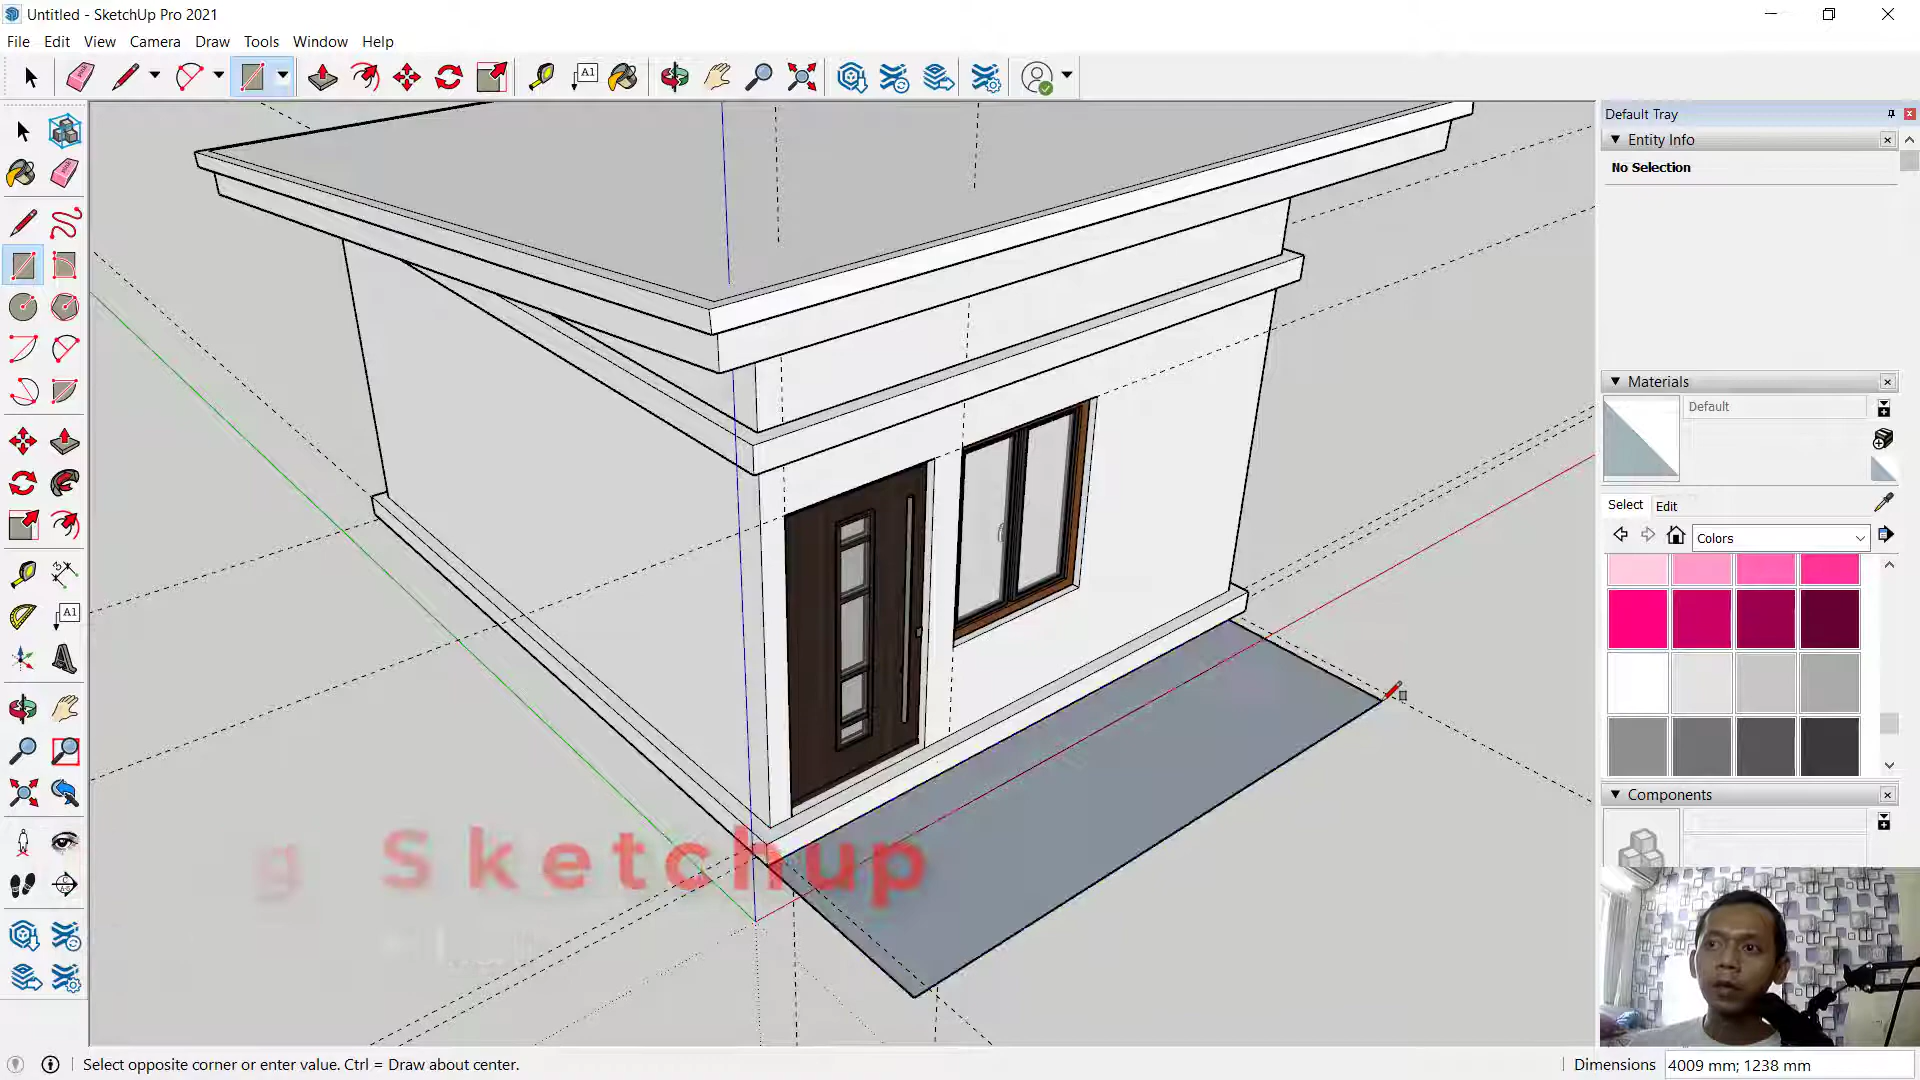 Untitled - SketchUp Pro 2021
File Edit View Camera Draw Tools Window Help
A1
Default Tray
Entity Info
No Selection
Materials
Default
Select Edit
Colors
Components
A1
g Sketchup
Select opposite corner or enter value. Ctrl = Draw about center.
Dimensions 4009 mm; 1238 mm